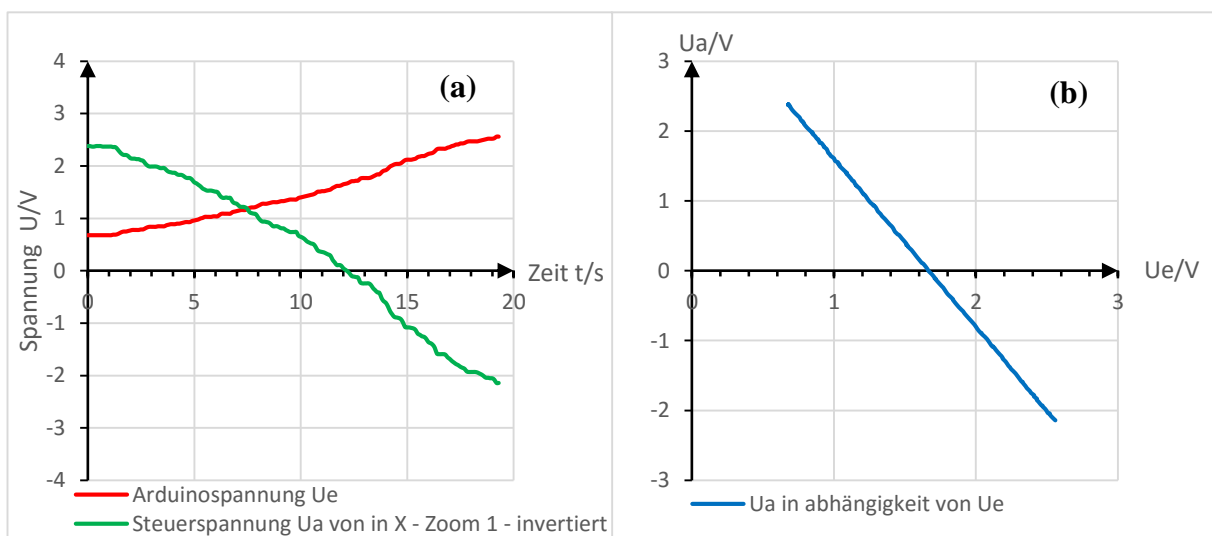 (a)
Spannung U/V
4
3
2
1
0
-1
-2
-3
-4
0
5
10
15
20
Zeit t/s
Arduinospannung Ue
Steuerspannung Ua von in X - Zoom 1 - invertiert
Ua/V
(b)
3
2
1
0
-1
-2
-3
0
1
2
3
Ue/V
Ua in abhängigkeit von Ue